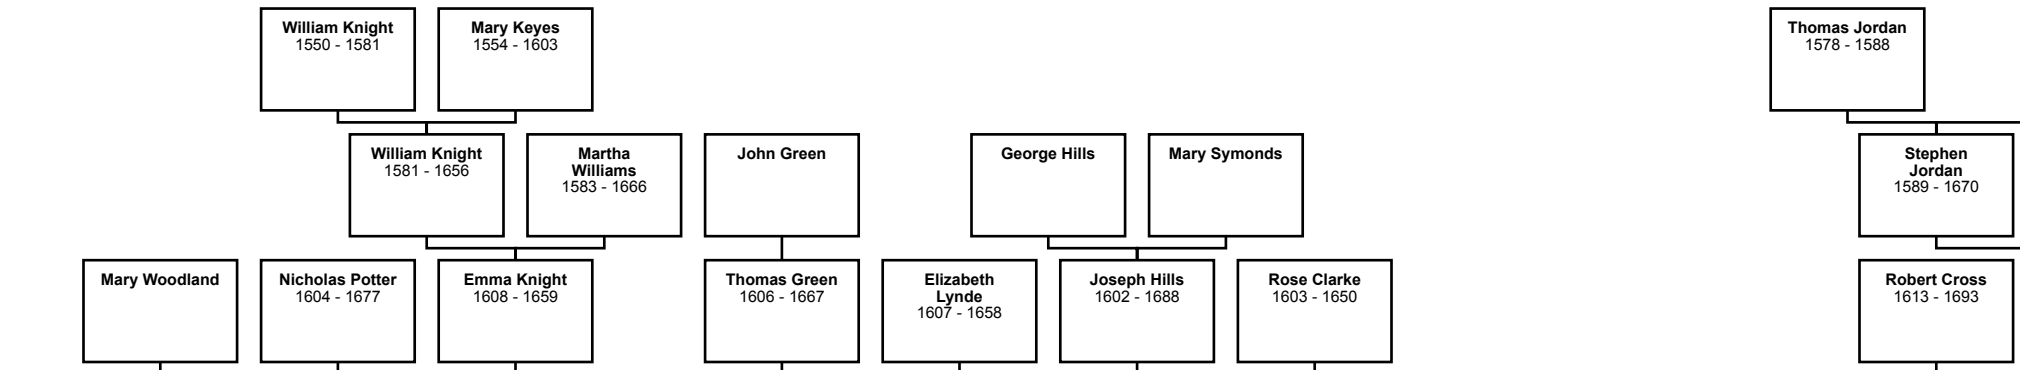 William Knight
1550 - 1581
Mary Keyes
1554 - 1603
Thomas Jordan
1578 - 1588
William Knight
1581 - 1656
Martha
Williams
1583 - 1666
John Green
George Hills
Mary Symonds
Stephen
Jordan
1589 - 1670
Mary Woodland
Nicholas Potter
1604 - 1677
Emma Knight
1608 - 1659
Thomas Green
1606 - 1667
Elizabeth
Lynde
1607 - 1658
Joseph Hills
1602 - 1688
Rose Clarke
1603 - 1650
Robert Cross
1613 - 1693